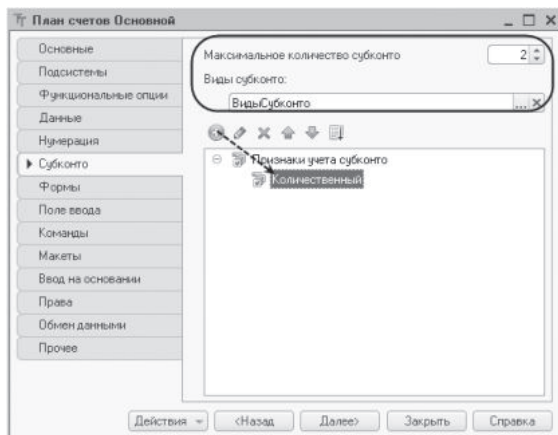 План счетов Основной
Основные
Подсистемы
Функциональные опции
Данные
Нумерация
Субконто
Формы
Поле ввода
Команды
Макеты
Ввод на основании
Права
Обмен данными
Прочее
Максимальное количество субконто
2
Виды субконто:
ВидыСубконто
...
Признаки учета субконто
Количественный
Действия
<Назад
Далее>
Закрыть
Справка